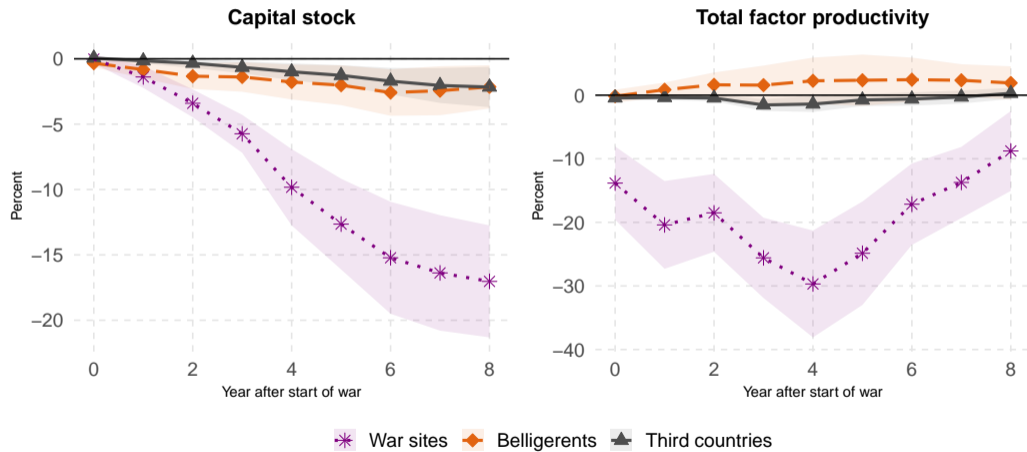 Capital stock
0
−5
−10
−15
−20
Percent
0
2
4
6
8
Year after start of war
Total factor productivity
0
−10
−20
−30
−40
Percent
0
2
4
6
8
Year after start of war
War sites
Belligerents
Third countries